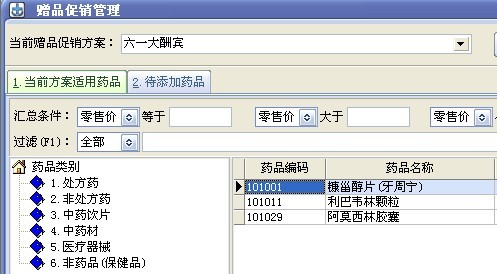 赠品促销管理
当前赠品促销方案： 六一大酬宾
1.当前方案适用药品 2.待添加药品
汇总条件： 零售价 等于 零售价 大于 零售价
过滤(F1)： 全部
药品类别
1.处方药
2.非处方药
3.中药饮片
4.中药材
5.医疗器械
6.非药品(保健品)
药品编码 药品名称
101001 糠甾醇片(牙周宁)
101011 利巴韦林颗粒
101029 阿莫西林胶囊